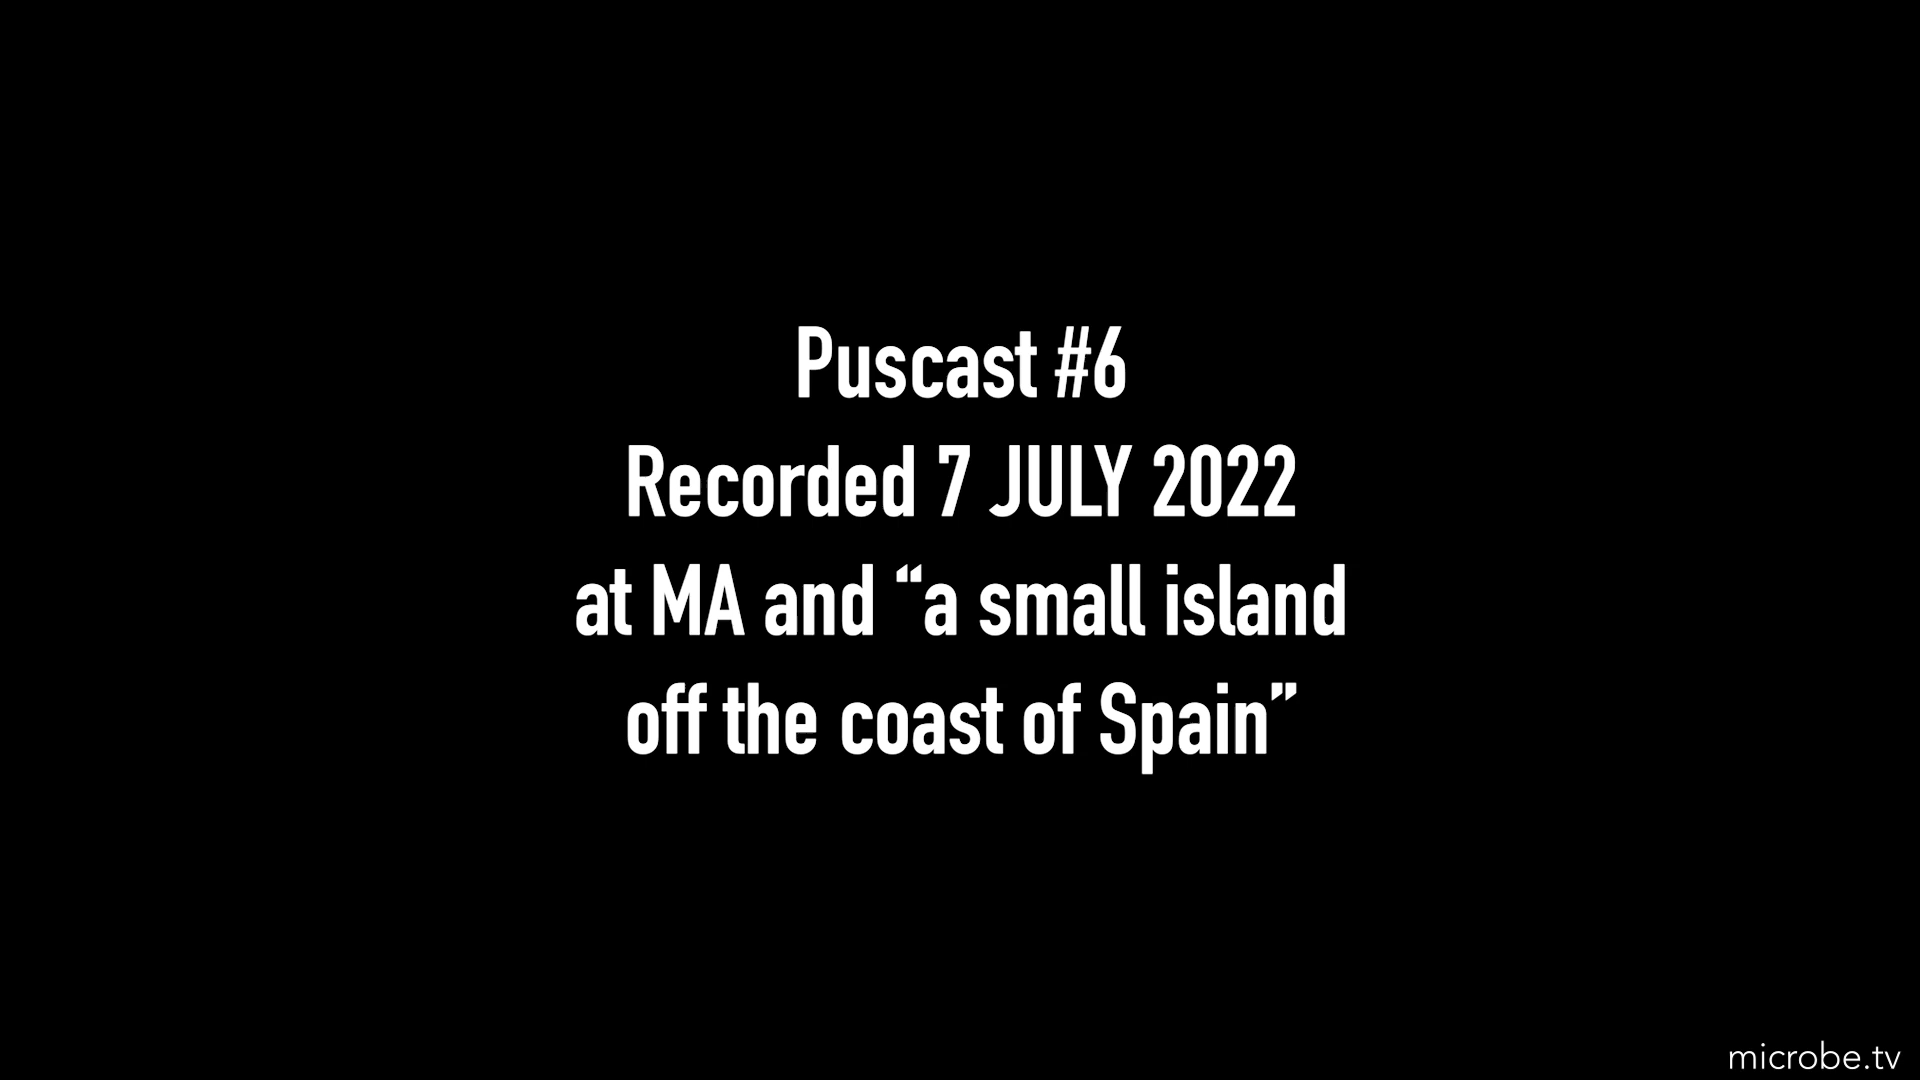 Puscast #6
Recorded 7 JULY 2022
at MA and “a small island
off the coast of Spain”
microbe.tv